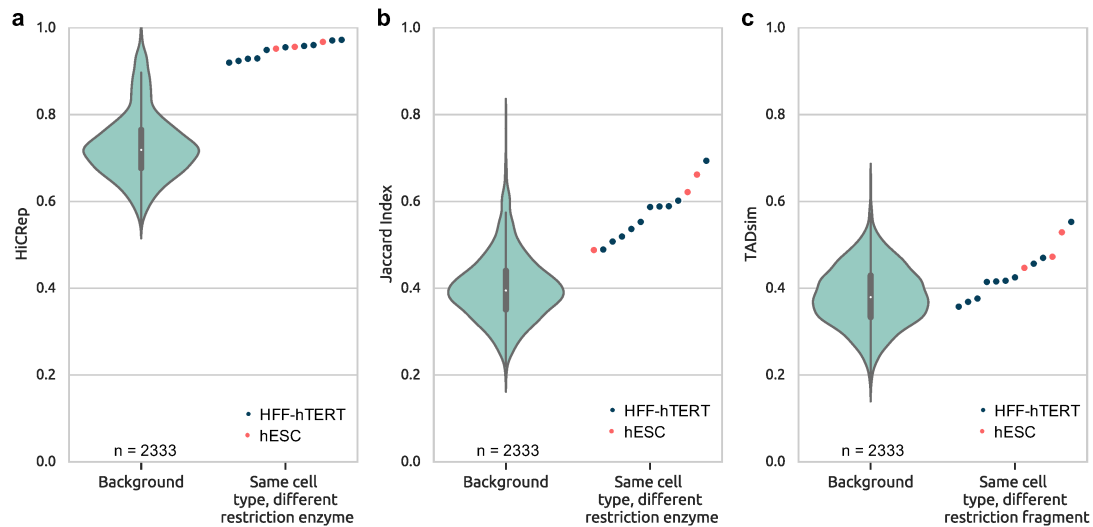 a
1.0
0.8
0.6
0.4
0.2
0.0
HiCRep
HFF-hTERT
hESC
n = 2333
Background
Same cell
type, different
restriction enzyme
b
1.0
0.8
0.6
0.4
0.2
0.0
Jaccard Index
HFF-hTERT
hESC
n = 2333
Background
Same cell
type, different
restriction enzyme
c
1.0
0.8
0.6
0.4
0.2
0.0
TADsim
HFF-hTERT
hESC
n = 2333
Background
Same cell
type, different
restriction fragment